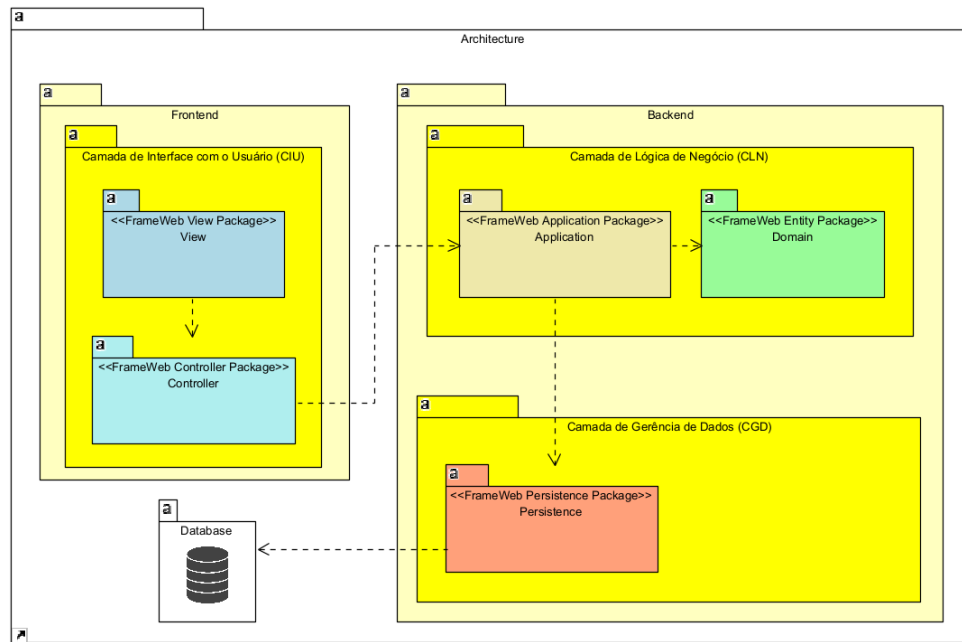 a
Architecture
a
Frontend
a
Camada de Interface com o Usuário (CIU)
a
<<FrameWeb View Package>>
View
a
<<FrameWeb Controller Package>>
Controller
a
Backend
a
Camada de Lógica de Negócio (CLN)
a
<<FrameWeb Application Package>>
Application
a
<<FrameWeb Entity Package>>
Domain
a
Camada de Gerência de Dados (CGD)
a
<<FrameWeb Persistence Package>>
Persistence
a
Database